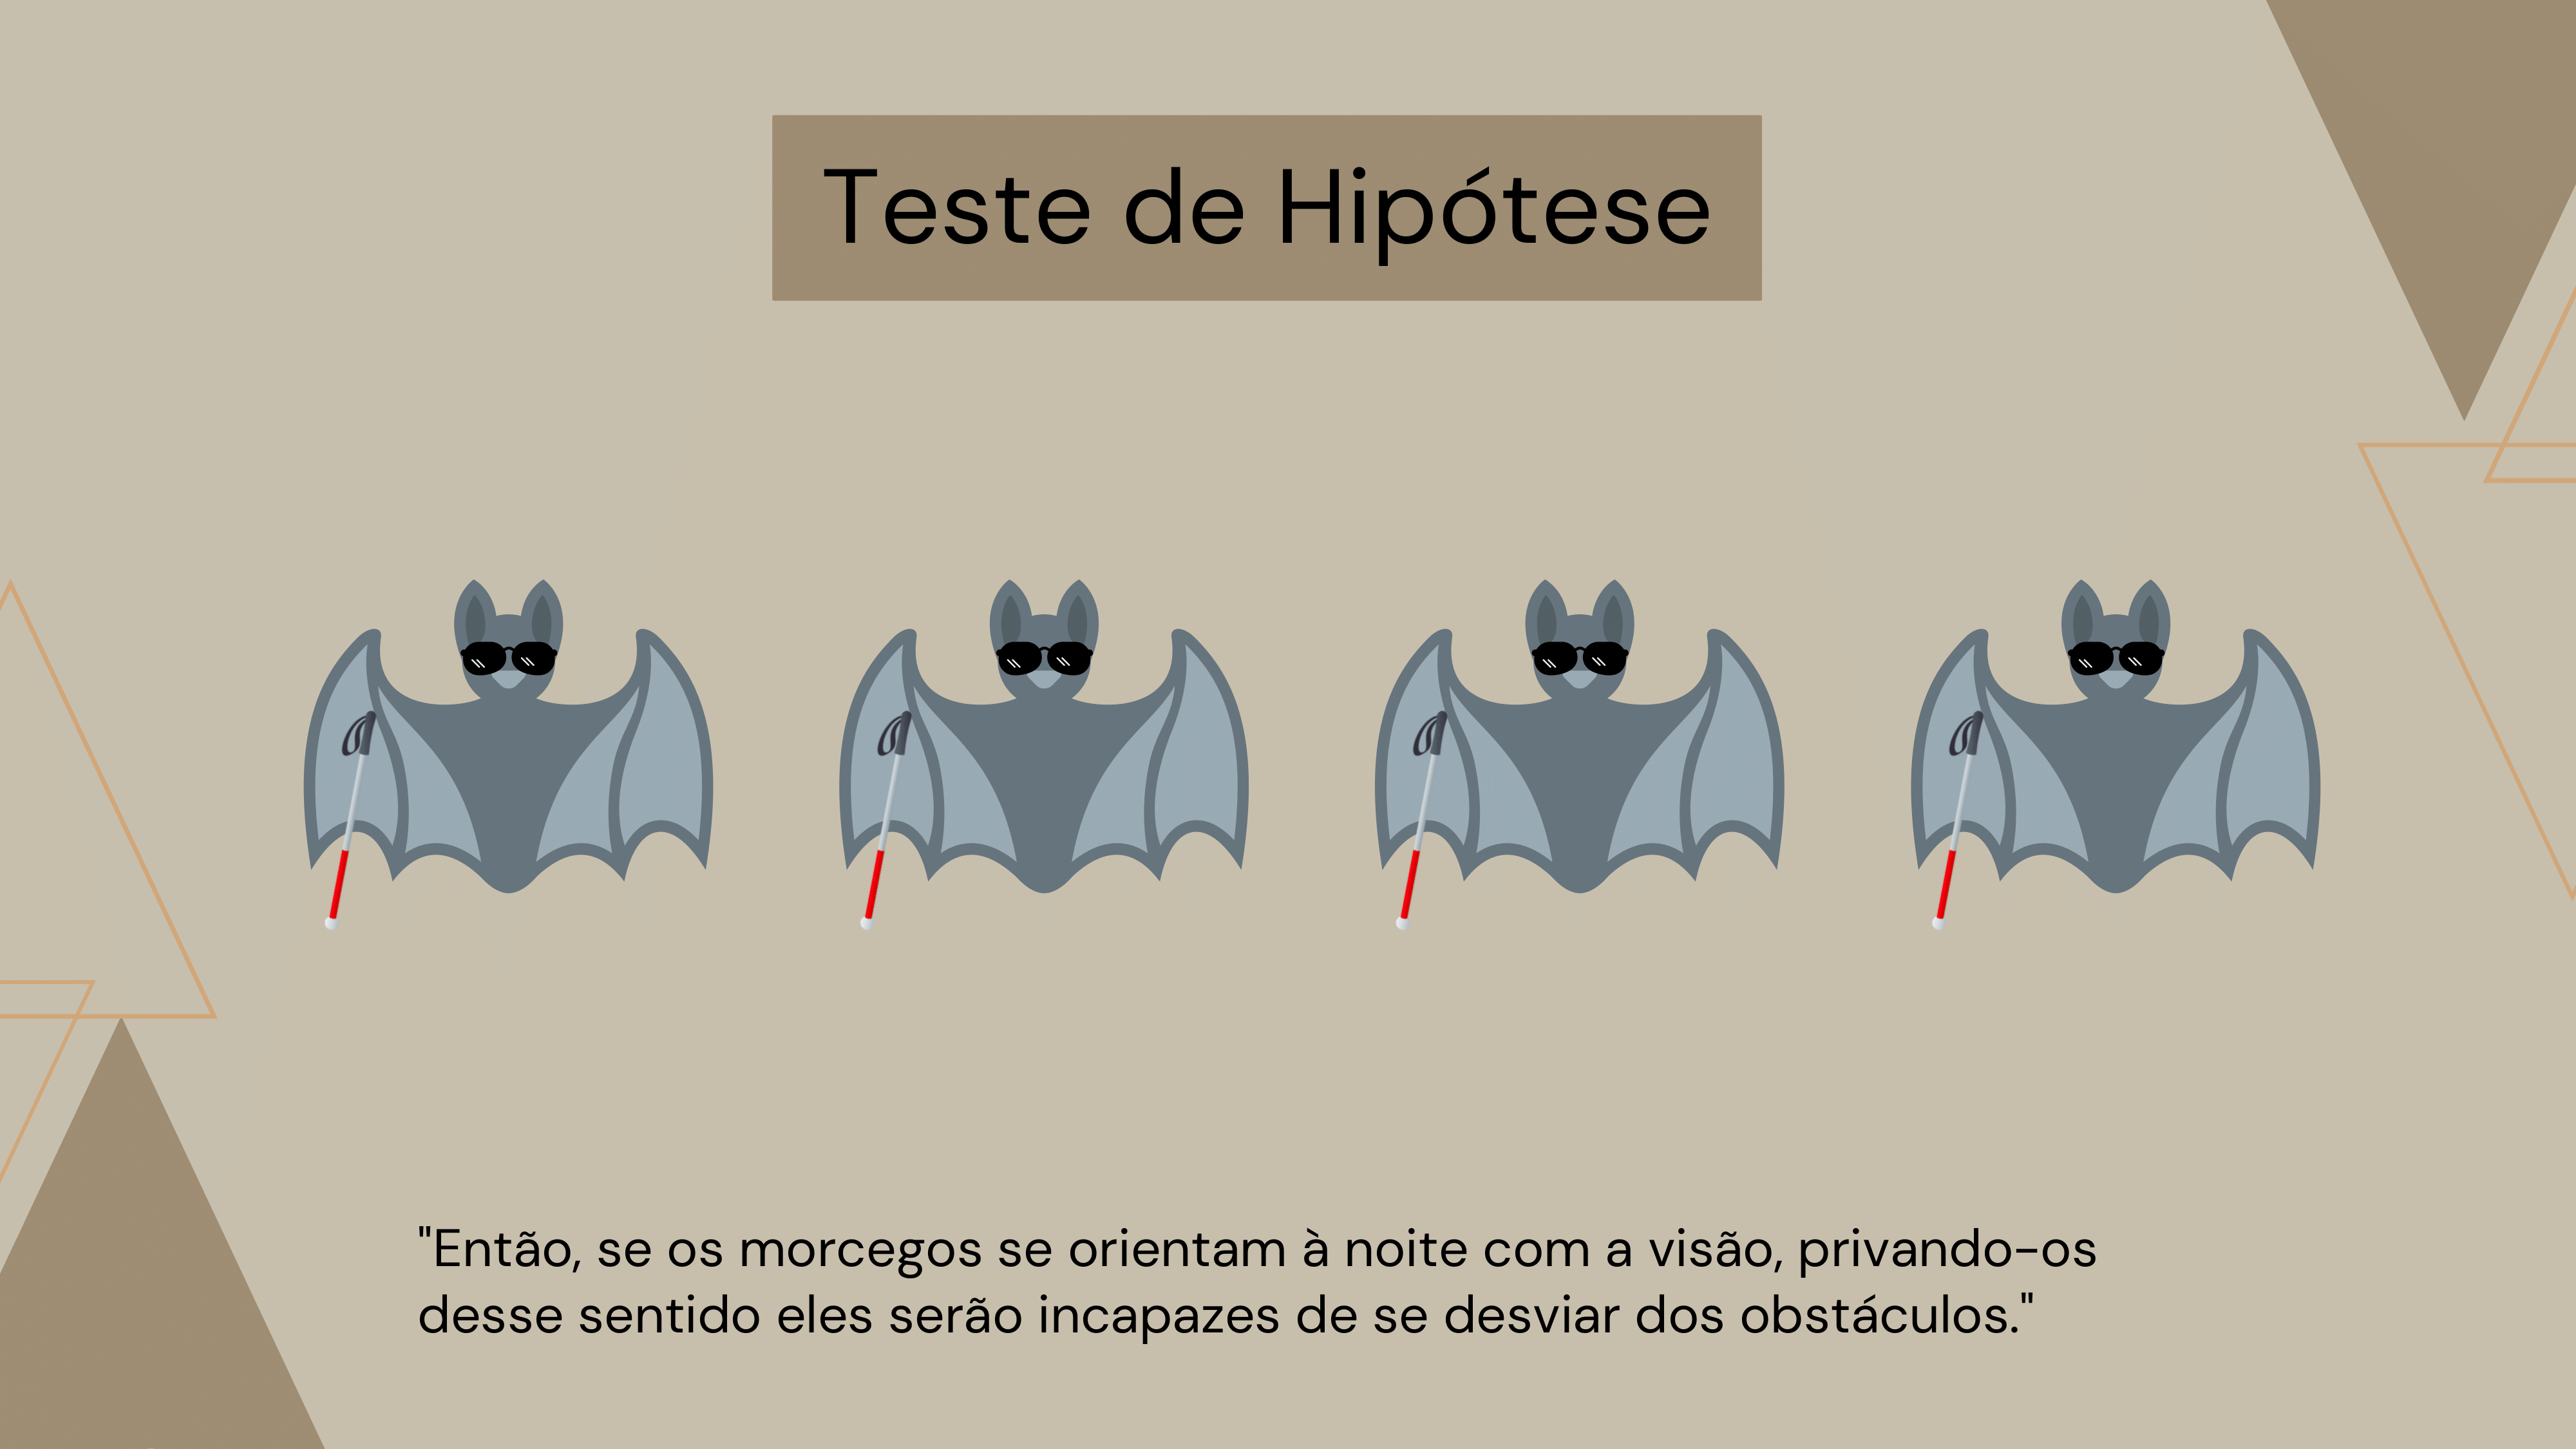 Teste de Hipótese
"Então, se os morcegos se orientam à noite com a visão, privando-os
desse sentido eles serão incapazes de se desviar dos obstáculos."